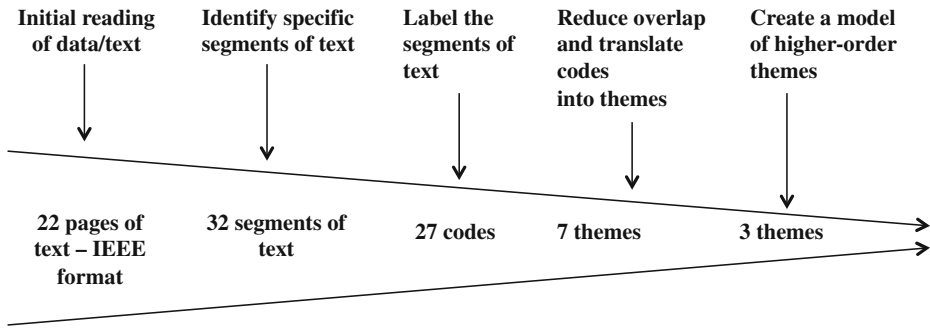 Initial reading
of data/text
Identify specific
segments of text
Label the
segments of
text
Reduce overlap
and translate
codes
into themes
Create a model
of higher-order
themes
22 pages of
text – IEEE
format
32 segments of
text
27 codes
7 themes
3 themes